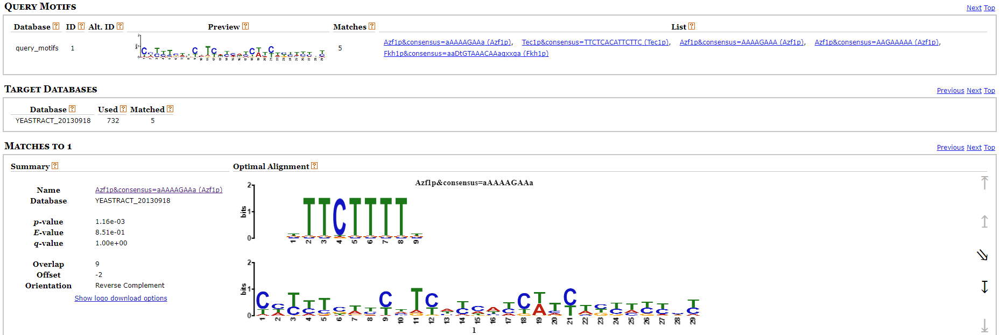 QUERY MOTIFS
Next Top
Database ? ID ? Alt. ID ? Preview ? Matches ? List ?
query_motifs 1 5 Azf1p&consensus=aAAAAGAAa (Azf1p), Tec1p&consensus=TTCTCACATTCTTC (Tec1p), Azf1p&consensus=AAAAGAAA (Azf1p), Azf1p&consensus=AAGAAAAA (Azf1p),
Fkh1p&consensus=aaDtGTAAACAAagxxga (Fkh1p)
TARGET DATABASES
Previous Next Top
Database ? Used ? Matched ?
YEASTRACT_20130918 732 5
MATCHES TO 1
Previous Next Top
Summary ? Optimal Alignment ?
Name Azf1p&consensus=aAAAAGAAa (Azf1p)
Database YEASTRACT_20130918
p-value 1.16e-03
E-value 8.51e-01
q-value 1.00e+00
Overlap 9
Offset -2
Orientation Reverse Complement
Show logo download options
Azf1p&consensus=aAAAAGAAa
bits
2
1
0
TTCTTTT
1 2 3 4 5 6 7 8 9
bits
2
1
0
1 2 3 4 5 6 7 8 9 10 11 12 13 14 15 16 17 18 19 20 21 22 23 24 25 26 27 28 29
1